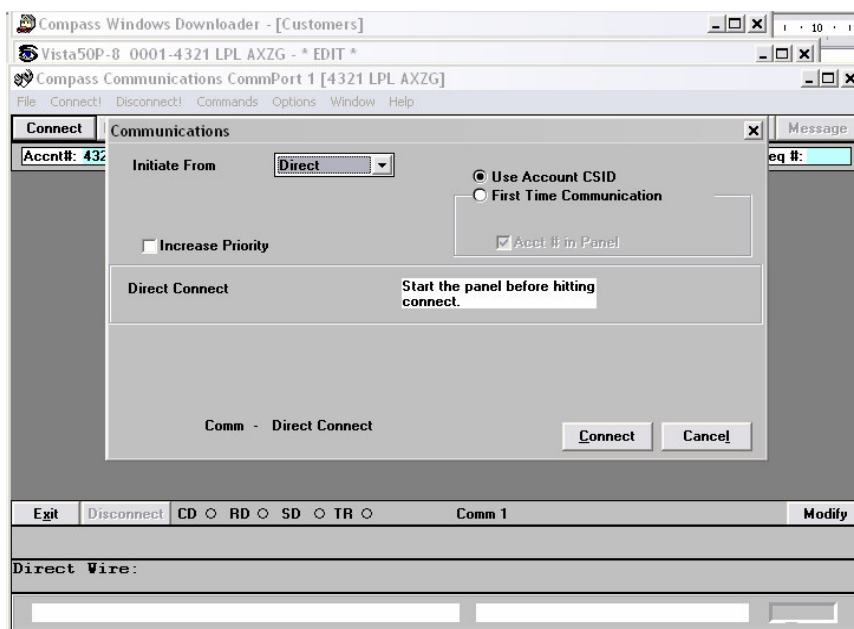 Compass Windows Downloader - [Customers]
10
Vista50P-8 0001-4321 LPL AXZG - * EDIT *
Compass Communications CommPort 1 [4321 LPL AXZG]
File Connect! Disconnect! Commands Options Window Help
Connect
Message
Accnt#: 432
eq #:
Communications
Initiate From
Direct
Use Account CSID
First Time Communication
Acct # in Panel
Increase Priority
Direct Connect
Start the panel before hitting
connect.
Comm - Direct Connect
Connect
Cancel
Exit Disconnect CD RD SD TR Comm 1 Modify
Direct Wire: